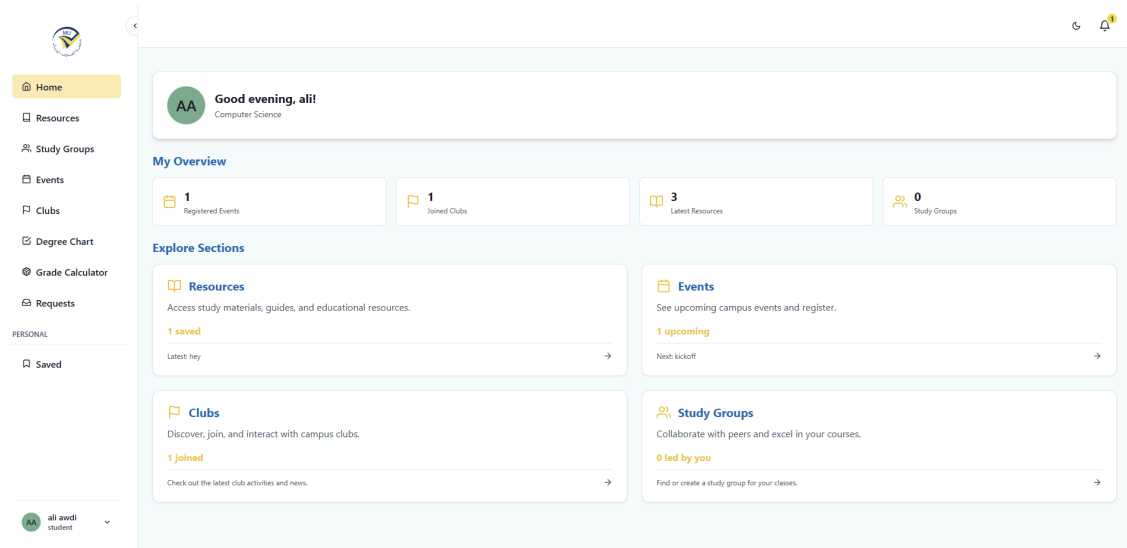 MU
1
Home
Resources
Study Groups
Events
Clubs
Degree Chart
Grade Calculator
Requests
PERSONAL
Saved
AA
ali awdi
student
AA
Good evening, ali!
Computer Science
My Overview
1
Registered Events
1
Joined Clubs
3
Latest Resources
0
Study Groups
Explore Sections
Resources
Access study materials, guides, and educational resources.
1 saved
Latest: hey
Events
See upcoming campus events and register.
1 upcoming
Next: kickoff
Clubs
Discover, join, and interact with campus clubs.
1 joined
Check out the latest club activities and news.
Study Groups
Collaborate with peers and excel in your courses.
0 led by you
Find or create a study group for your classes.